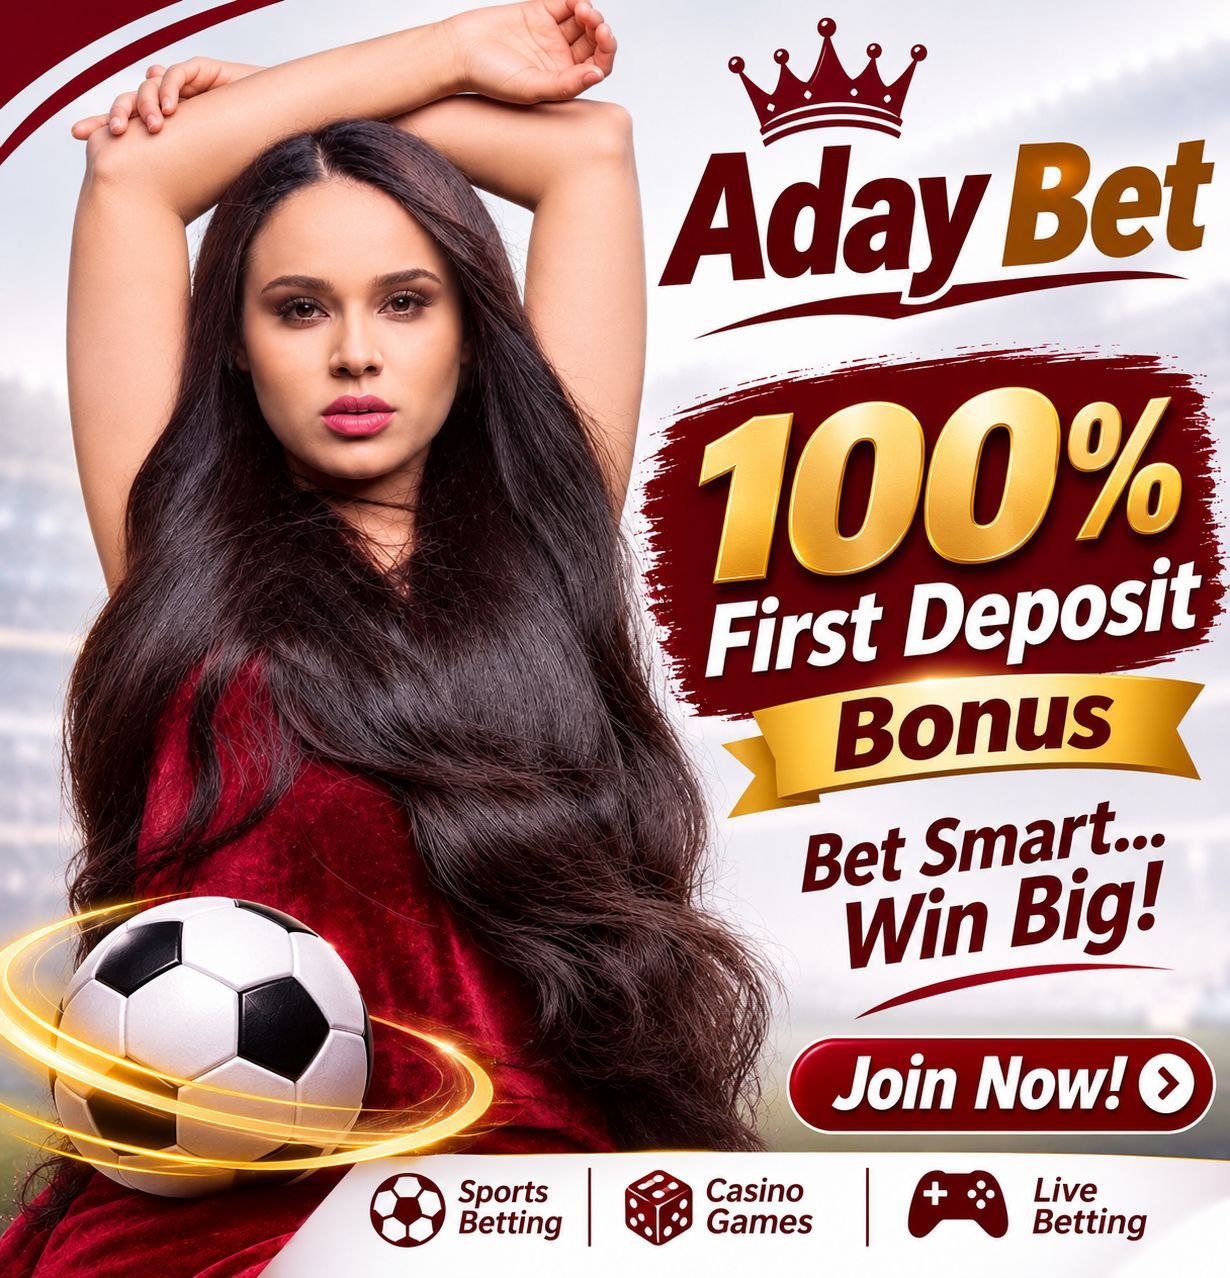 Aday Bet
100%
First Deposit
Bonus
Bet Smart...
Win Big!
Join Now!
Sports
Betting
Casino
Games
Live
Betting